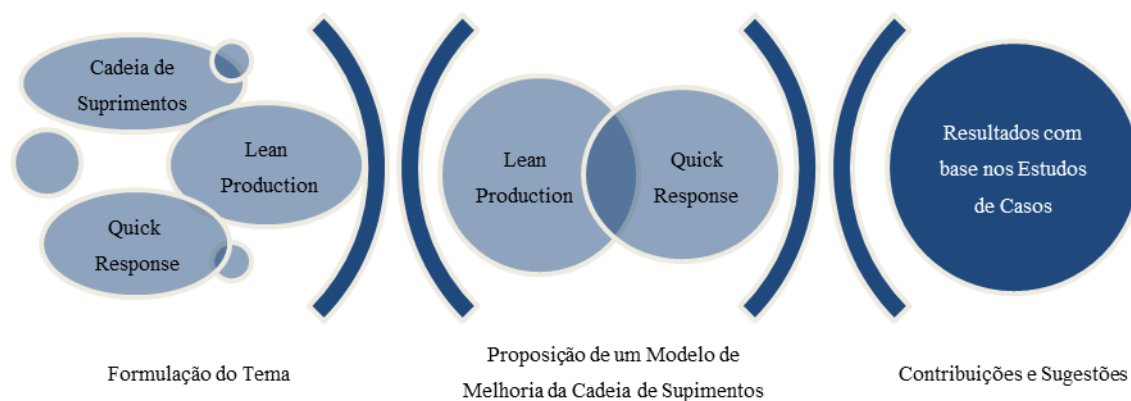 Cadeia de
Suprimentos
Lean
Production
Quick
Response
Lean
Production
Quick
Response
Resultados com
base nos Estudos
de Casos
Formulação do Tema
Proposição de um Modelo de
Melhoria da Cadeia de Supimentos
Contribuições e Sugestões